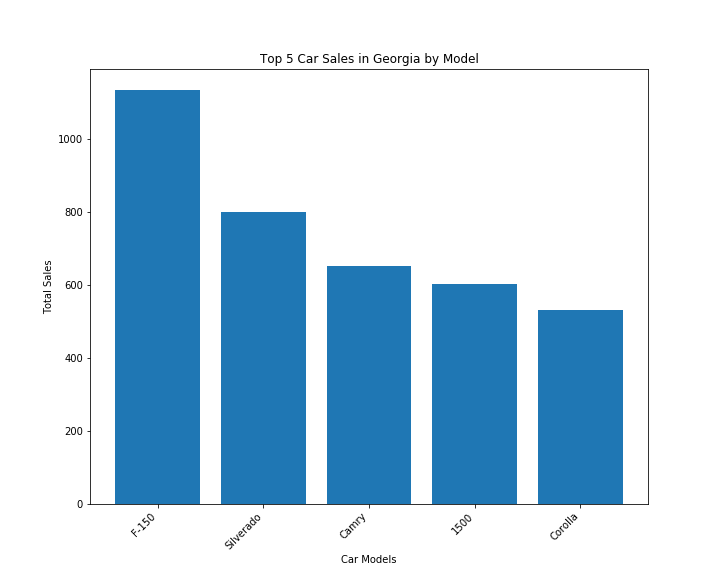 Top 5 Car Sales in Georgia by Model
Total Sales
1000
800
600
400
200
0
F-150
Silverado
Camry
1500
Corolla
Car Models